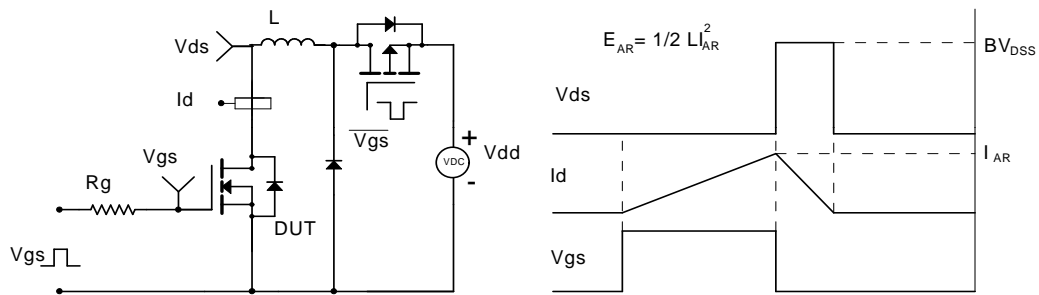 L
Vds
Id
Vgs
Vdd
+
VDC
-
Vgs
Rg
DUT
Vgs
E_AR = 1/2 LI_AR^2
BV_DSS
Vds
I_AR
Id
Vgs